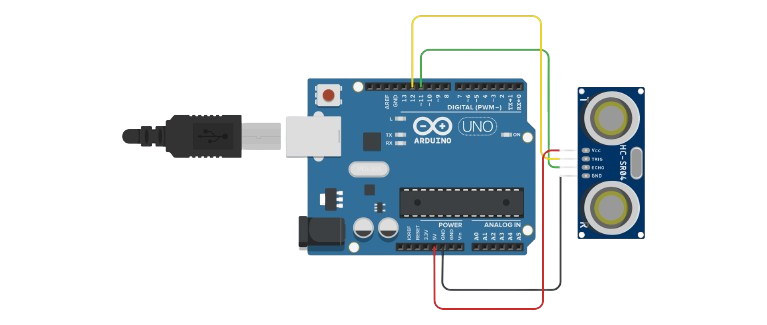 AREF
GND
13
12
~11
~10
~9
8
7
~6
~5
4
~3
2
TX→1
RX←0
DIGITAL (PWM~)
L
TX
RX
ARDUINO
UNO
ON
Vcc
TRIG
ECHO
GND
HC-SR04
T
R
POWER
ANALOG IN
IOREF
RESET
3.3V
5V
GND
GND
Vin
A0
A1
A2
A3
A4
A5